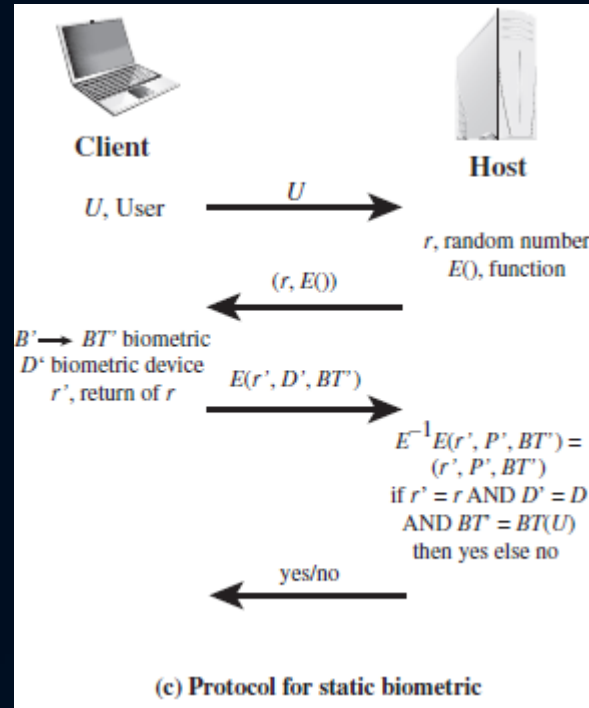 Client
Host
U, User
U
r, random number
E(), function
(r, E())
B’ → BT’ biometric
D‘ biometric device
r’, return of r
E(r’, D’, BT’)
E⁻¹E(r’, P’, BT’) =
(r’, P’, BT’)
if r’ = r AND D’ = D
AND BT’ = BT(U)
then yes else no
yes/no
(c) Protocol for static biometric